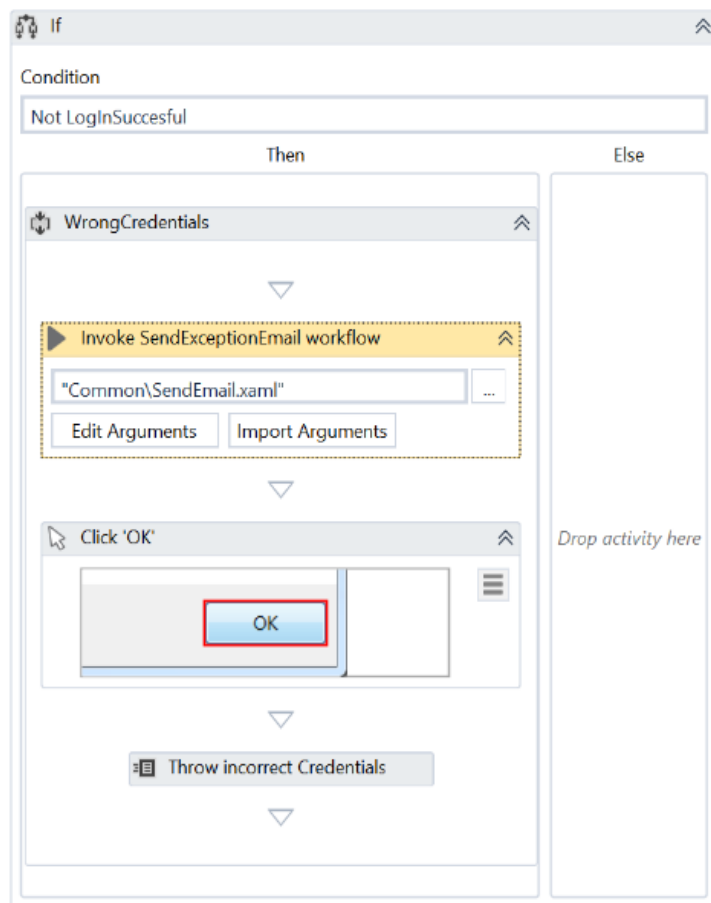 If
Condition
Not LogInSuccesful
Then
Else
WrongCredentials
Invoke SendExceptionEmail workflow
"Common\SendEmail.xaml"
...
Edit Arguments
Import Arguments
Click 'OK'
Drop activity here
OK
Throw incorrect Credentials